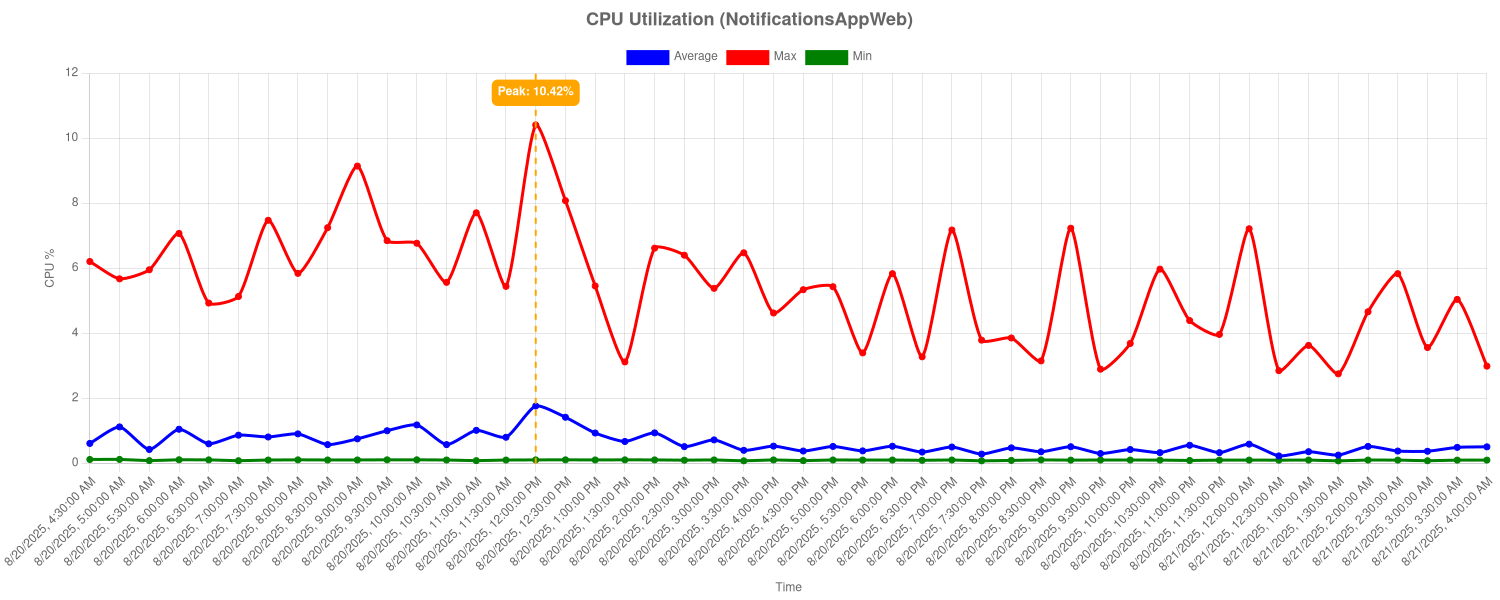 CPU Utilization (NotificationsAppWeb)
Average Max Min
Peak: 10.42%
12
10
8
6
4
2
0
CPU %
8/20/2025, 4:30:00 AM
8/20/2025, 5:00:00 AM
8/20/2025, 5:30:00 AM
8/20/2025, 6:00:00 AM
8/20/2025, 6:30:00 AM
8/20/2025, 7:00:00 AM
8/20/2025, 7:30:00 AM
8/20/2025, 8:00:00 AM
8/20/2025, 8:30:00 AM
8/20/2025, 9:00:00 AM
8/20/2025, 9:30:00 AM
8/20/2025, 10:00:00 AM
8/20/2025, 10:30:00 AM
8/20/2025, 11:00:00 AM
8/20/2025, 11:30:00 AM
8/20/2025, 12:00:00 PM
8/20/2025, 12:30:00 PM
8/20/2025, 1:00:00 PM
8/20/2025, 1:30:00 PM
8/20/2025, 2:00:00 PM
8/20/2025, 2:30:00 PM
8/20/2025, 3:00:00 PM
8/20/2025, 3:30:00 PM
8/20/2025, 4:00:00 PM
8/20/2025, 4:30:00 PM
8/20/2025, 5:00:00 PM
8/20/2025, 5:30:00 PM
8/20/2025, 6:00:00 PM
8/20/2025, 6:30:00 PM
8/20/2025, 7:00:00 PM
8/20/2025, 7:30:00 PM
8/20/2025, 8:00:00 PM
8/20/2025, 8:30:00 PM
8/20/2025, 9:00:00 PM
8/20/2025, 9:30:00 PM
8/20/2025, 10:00:00 PM
8/20/2025, 10:30:00 PM
8/20/2025, 11:00:00 PM
8/20/2025, 11:30:00 PM
8/21/2025, 12:00:00 AM
8/21/2025, 12:30:00 AM
8/21/2025, 1:00:00 AM
8/21/2025, 1:30:00 AM
8/21/2025, 2:00:00 AM
8/21/2025, 2:30:00 AM
8/21/2025, 3:00:00 AM
8/21/2025, 3:30:00 AM
8/21/2025, 4:00:00 AM
Time